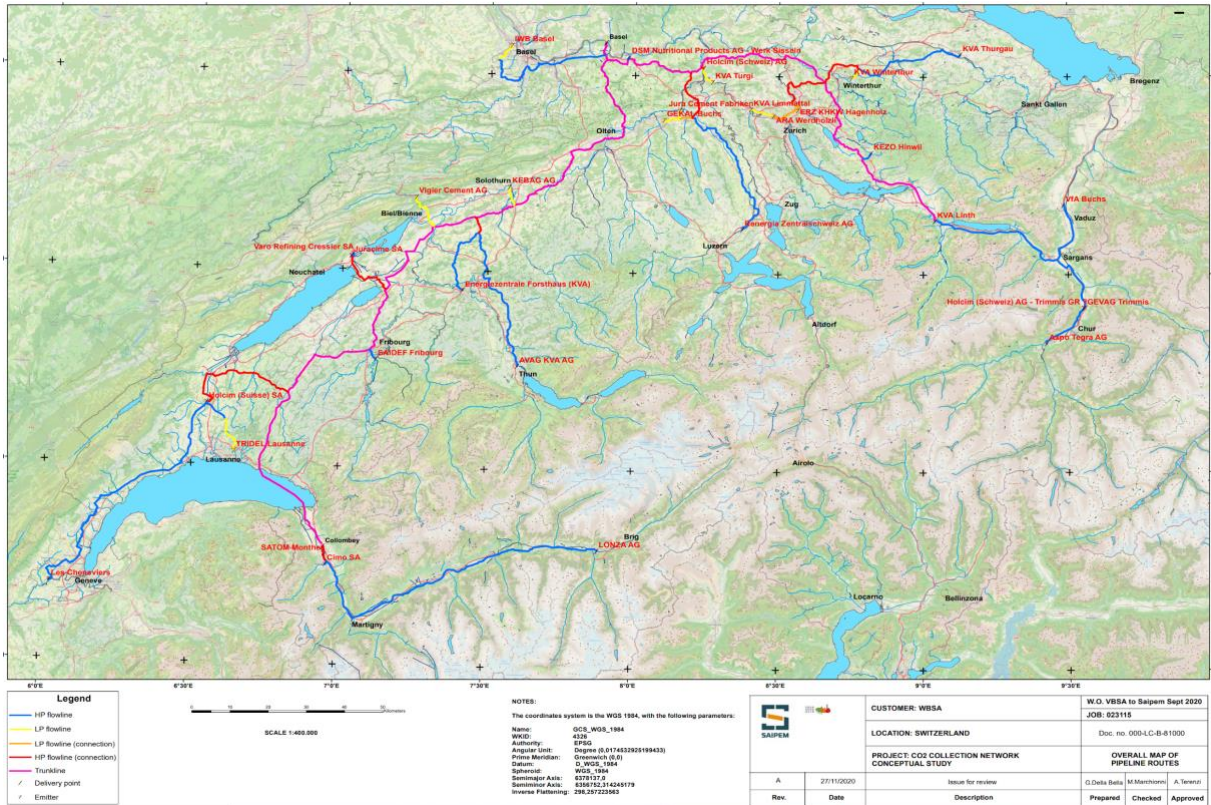 IWB Basel
Basel
Basel
DSM Nutritional Products AG - Werk Sisseln
Holcim (Schweiz) AG
KVA Turgi
KVA Thurgau
KVA Winterthur
Winterthur
Bregenz
Sankt Gallen
Jura Cement Fabriken
KVA Limmattal
ERZ KHKW Hagenholz
GEKAL Buchs
ARA Werdhölzli
Zürich
Olten
KEZO Hinwil
Solothurn
KEBAG AG
Vigier Cement AG
Biel/Bienne
Zug
Renergia Zentralschweiz AG
Luzern
KVA Linth
VfA Buchs
Vaduz
Sargans
Varo Refining Cressier SA
Juracime SA
Neuchatel
Energiezentrale Forsthaus (KVA)
Holcim (Schweiz) AG - Trimmis GR
GEVAG Trimmis
Chur
Axpo Tegra AG
Altdorf
Fribourg
SAIDEF Fribourg
AVAG KVA AG
Thun
Holcim (Suisse) SA
TRIDEL Lausanne
Lausanne
Airolo
Collombey
SATOM-Monthey
Cimo SA
Brig
LONZA AG
Les Cheneviers
Geneve
Martigny
Locarno
Bellinzona
6°0'E 6°30'E 7°0'E 7°30'E 8°0'E 8°30'E 9°0'E 9°30'E
Legend
HP flowline
LP flowline
LP flowline (connection)
HP flowline (connection)
Trunkline
Delivery point
Emitter
Kilometers
SCALE 1:400.000
NOTES:
The coordinates system is the WGS 1984, with the following parameters:
Name: GCS_WGS_1984
WKID: 4326
Authority: EPSG
Angular Unit: Degree (0,0174532925199433)
Prime Meridian: Greenwich (0,0)
Datum: D_WGS_1984
Spheroid: WGS_1984
Semimajor Axis: 6378137,0
Semiminor Axis: 6356752,314245179
Inverse Flattening: 298,257223563
SAIPEM
CUSTOMER: WBSA
W.O. VBSA to Saipem Sept 2020
JOB: 023115
LOCATION: SWITZERLAND
Doc. no. 000-LC-B-81000
PROJECT: CO2 COLLECTION NETWORK
CONCEPTUAL STUDY
OVERALL MAP OF
PIPELINE ROUTES
A 27/11/2020 Issue for review G.Della Bella M.Marchionni A.Terenzi
Rev. Date Description Prepared Checked Approved